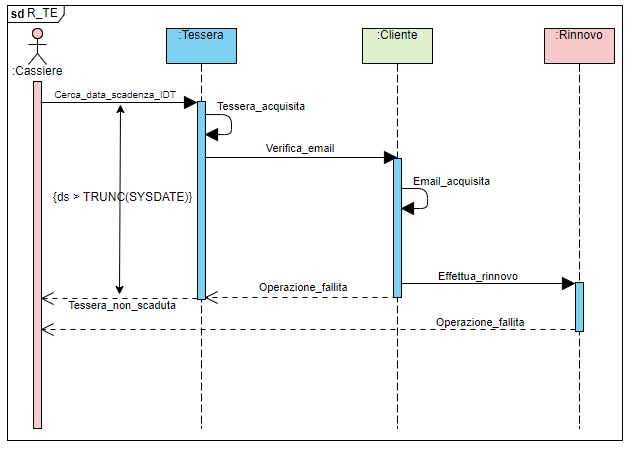 sd R_TE
:Tessera
:Cliente
:Rinnovo
:Cassiere
Cerca_data_scadenza_IDT
Tessera_acquisita
Verifica_email
Email_acquisita
{ds > TRUNC(SYSDATE)}
Effettua_rinnovo
Operazione_fallita
Tessera_non_scaduta
Operazione_fallita